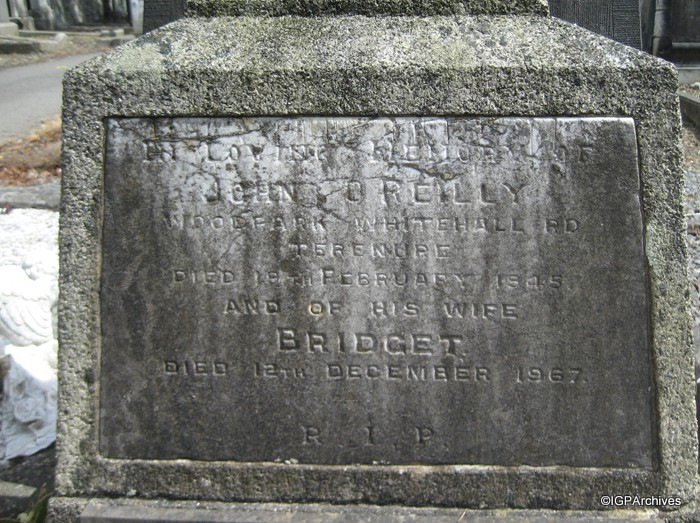 IN LOVING MEMORY OF
JOHN O'REILLY
WOODPARK WHITEHALL RD
TERENURE
DIED FEBRUARY 1945
AND OF HIS WIFE
BRIDGET
DIED 12TH DECEMBER 1967.
R. I. P.
©IGPArchives